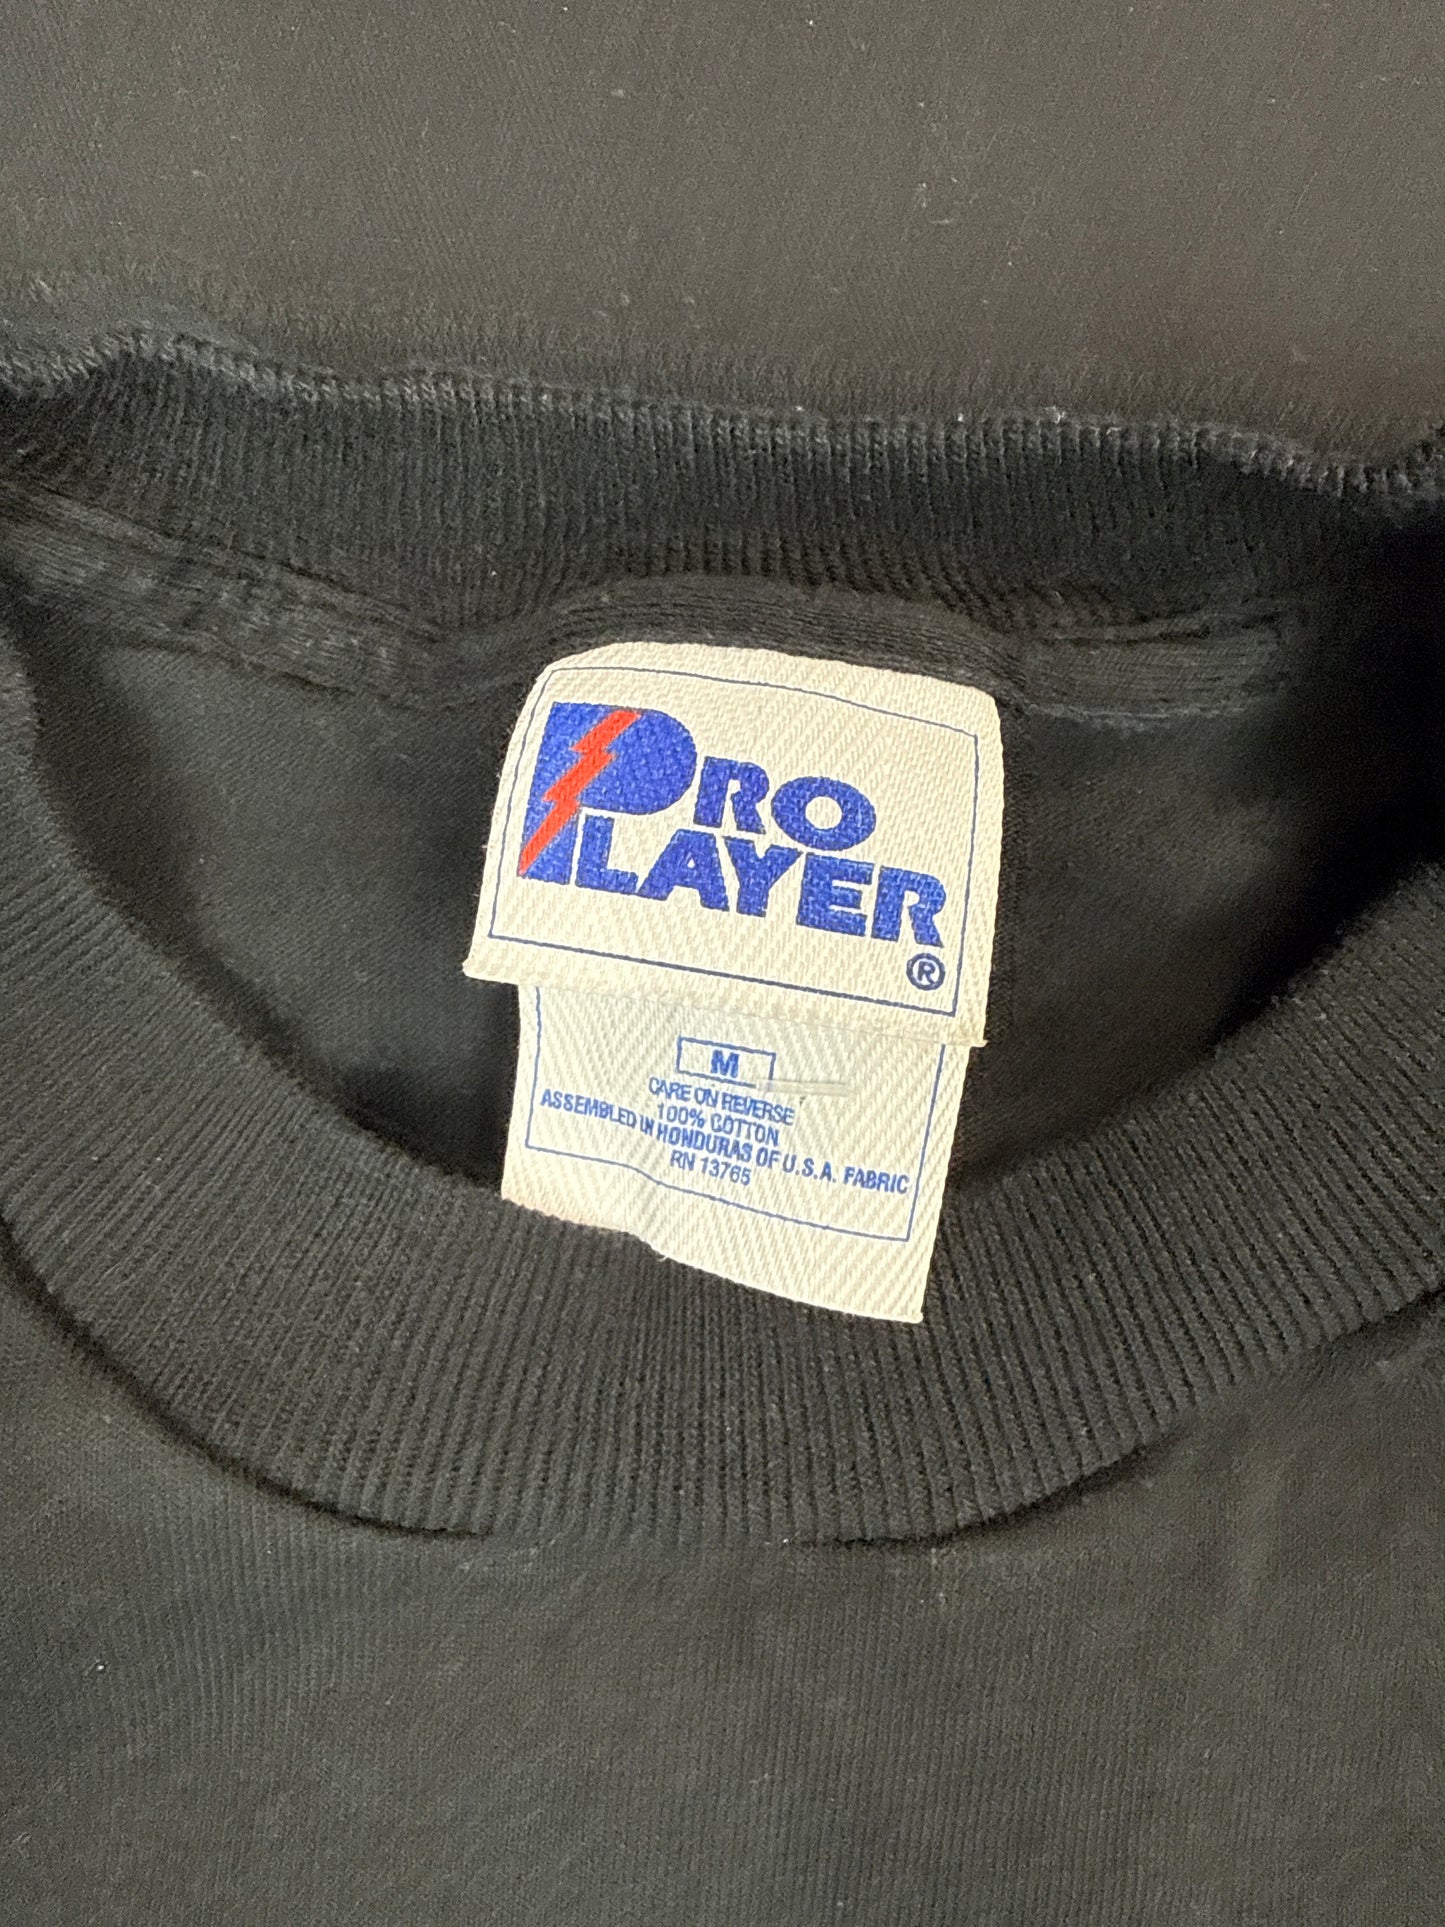 PRO
PLAYER
®
M
CARE ON REVERSE
100% COTTON
ASSEMBLED IN HONDURAS OF U.S.A. FABRIC
RN 13765